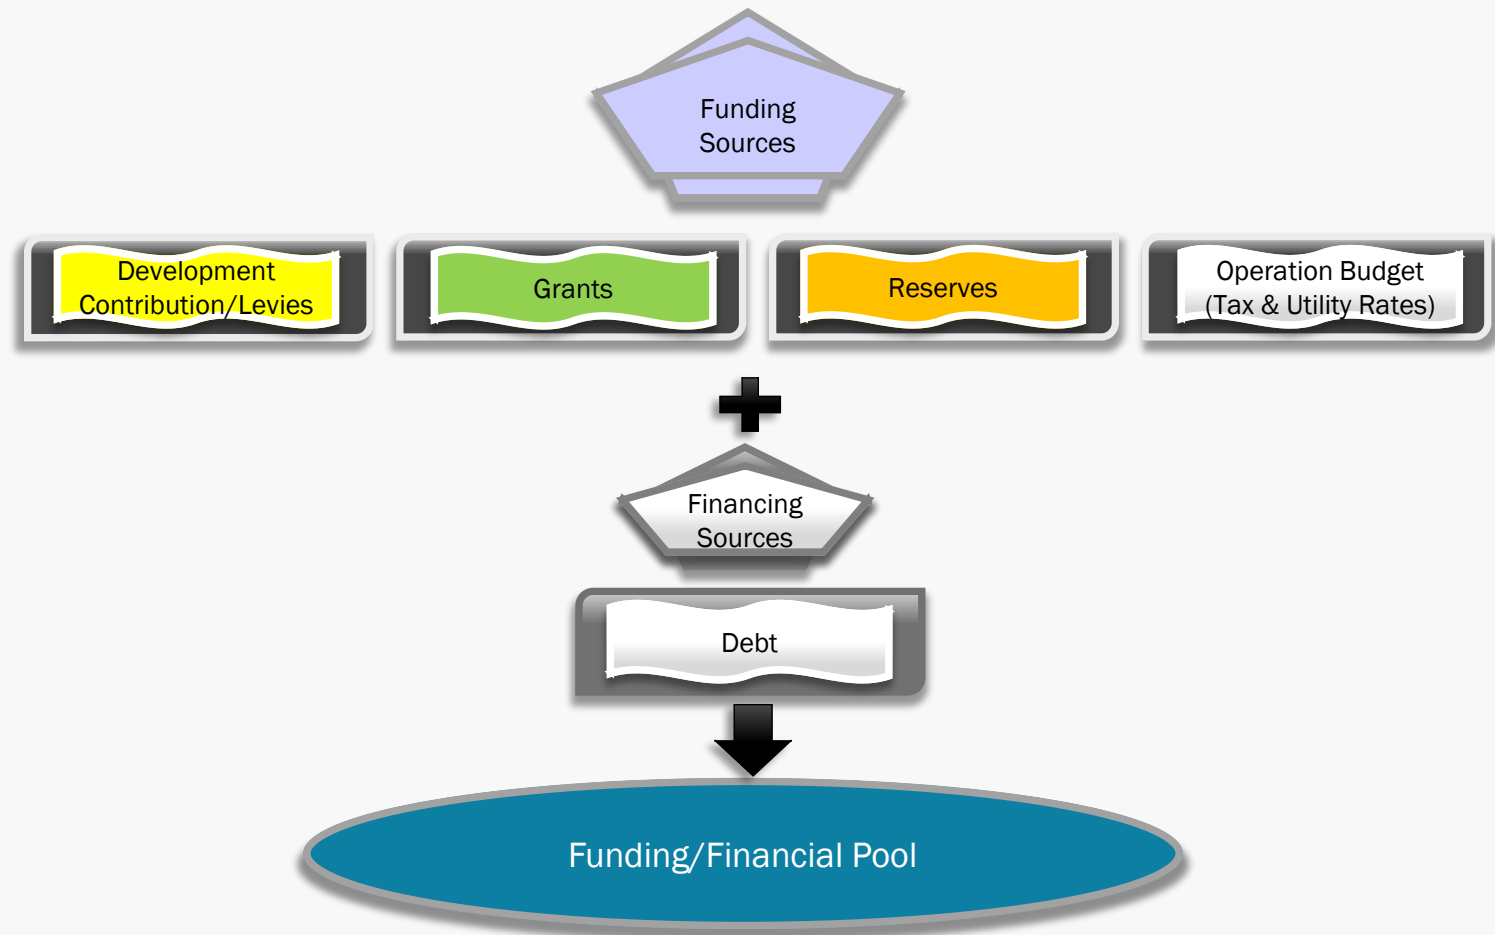 Funding
Sources
Development
Contribution/Levies
Grants
Reserves
Operation Budget
(Tax & Utility Rates)
Financing
Sources
Debt
Funding/Financial Pool